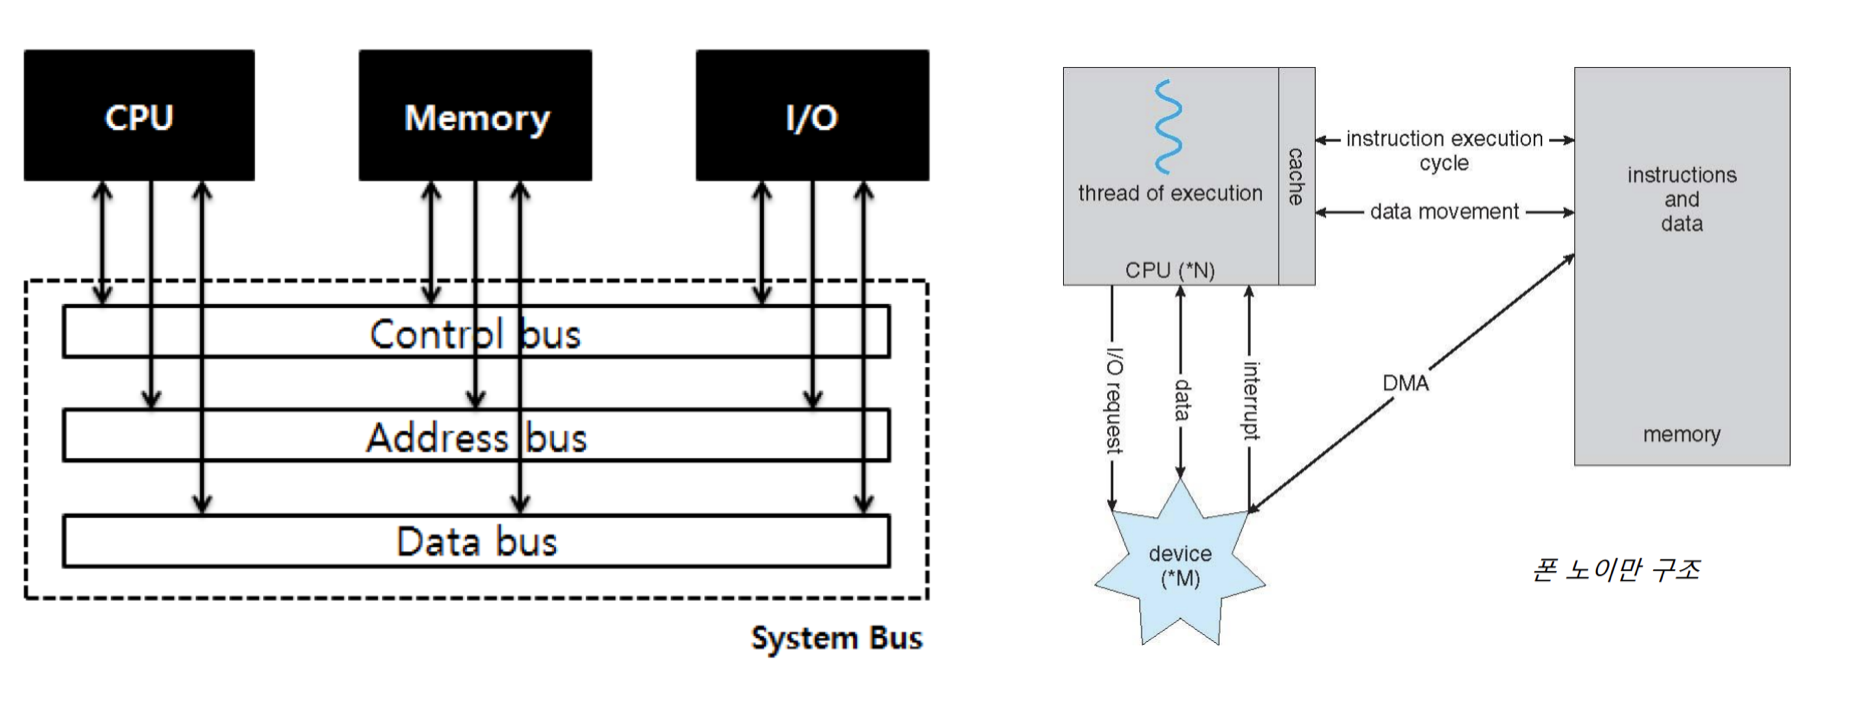 CPU
Memory
I/O
Control bus
Address bus
Data bus
System Bus
thread of execution
cache
CPU (*N)
instruction execution
cycle
data movement
instructions
and
data
memory
I/O request
data
interrupt
DMA
device
(*M)
폰 노이만 구조